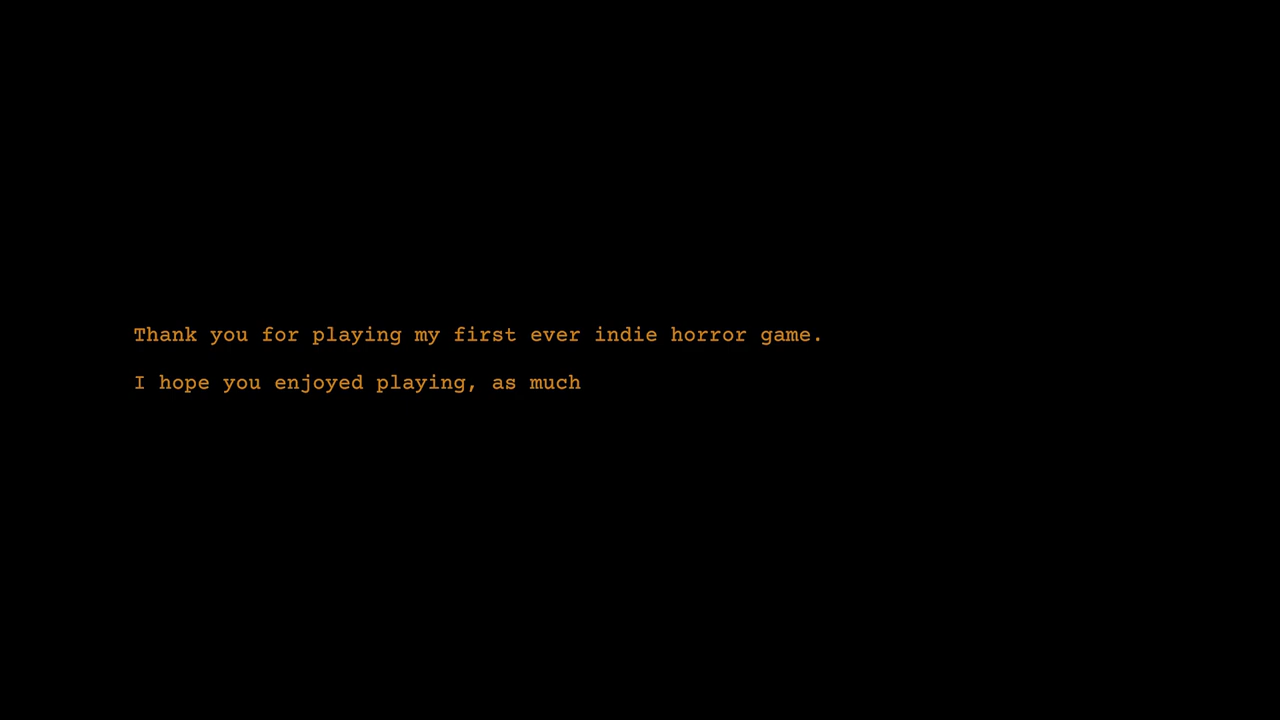 Thank you for playing my first ever indie horror game.
I hope you enjoyed playing, as much